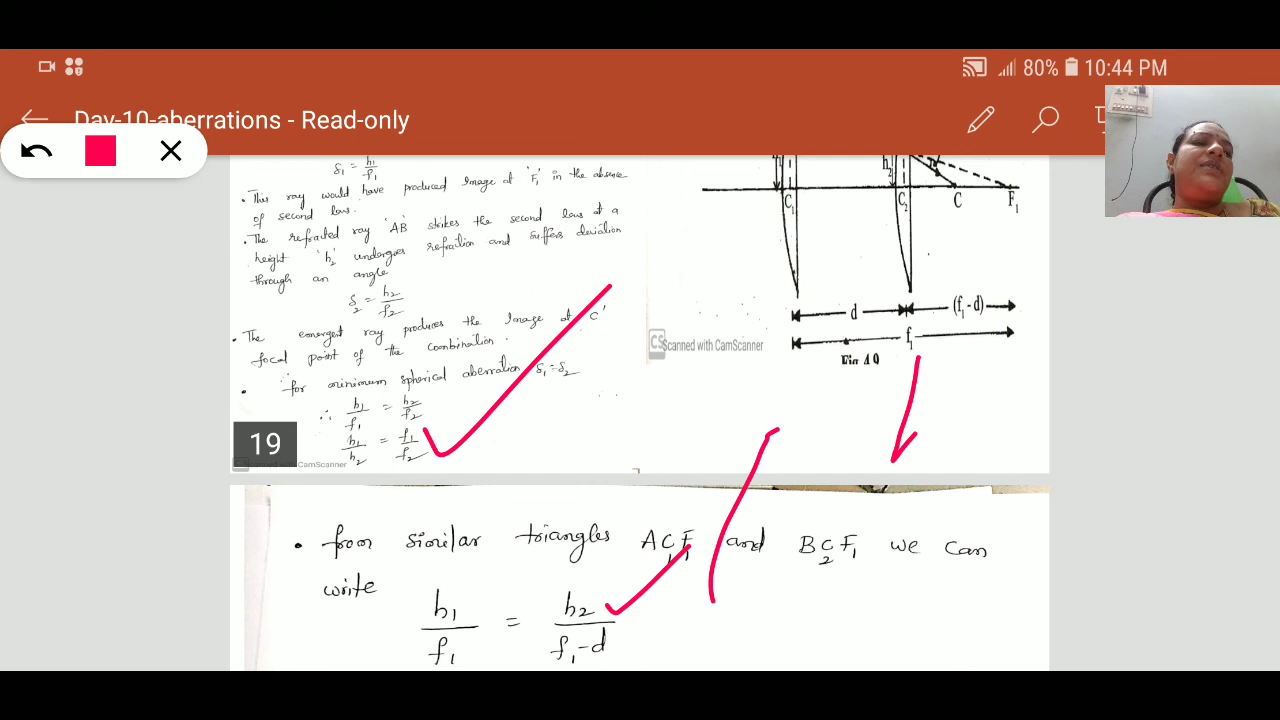 80% 10:44 PM
Day-10-aberrations - Read-only
δ₁ = h₁/f₁
• This ray would have produced Image at 'F₁' in the absence
of second lens.
• The refracted ray 'AB' strikes the second lens at a
height 'h₂' undergoes refraction and suffers deviation
through an angle
δ₂ = h₂/f₂
• The emergent ray produces the Image at 'C'
focal point of the combination.
• for minimum spherical aberration δ₁ = δ₂
∴ h₁/f₁ = h₂/f₂
h₁/h₂ = f₁/f₂
19
CamScanner
h₂
C₁ C₂ C F₁
d (f₁-d)
f₁
CS Scanned with CamScanner
• from similar triangles AC₁F₁ and BC₂F₁ we can
write
h₁/f₁ = h₂/f₁-d